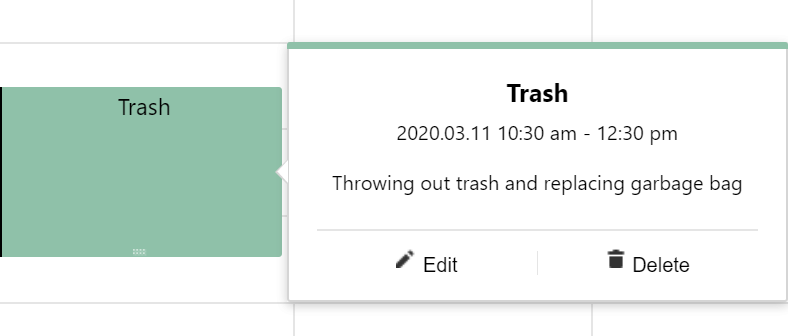 Trash
Trash
2020.03.11 10:30 am - 12:30 pm
Throwing out trash and replacing garbage bag
Edit
Delete